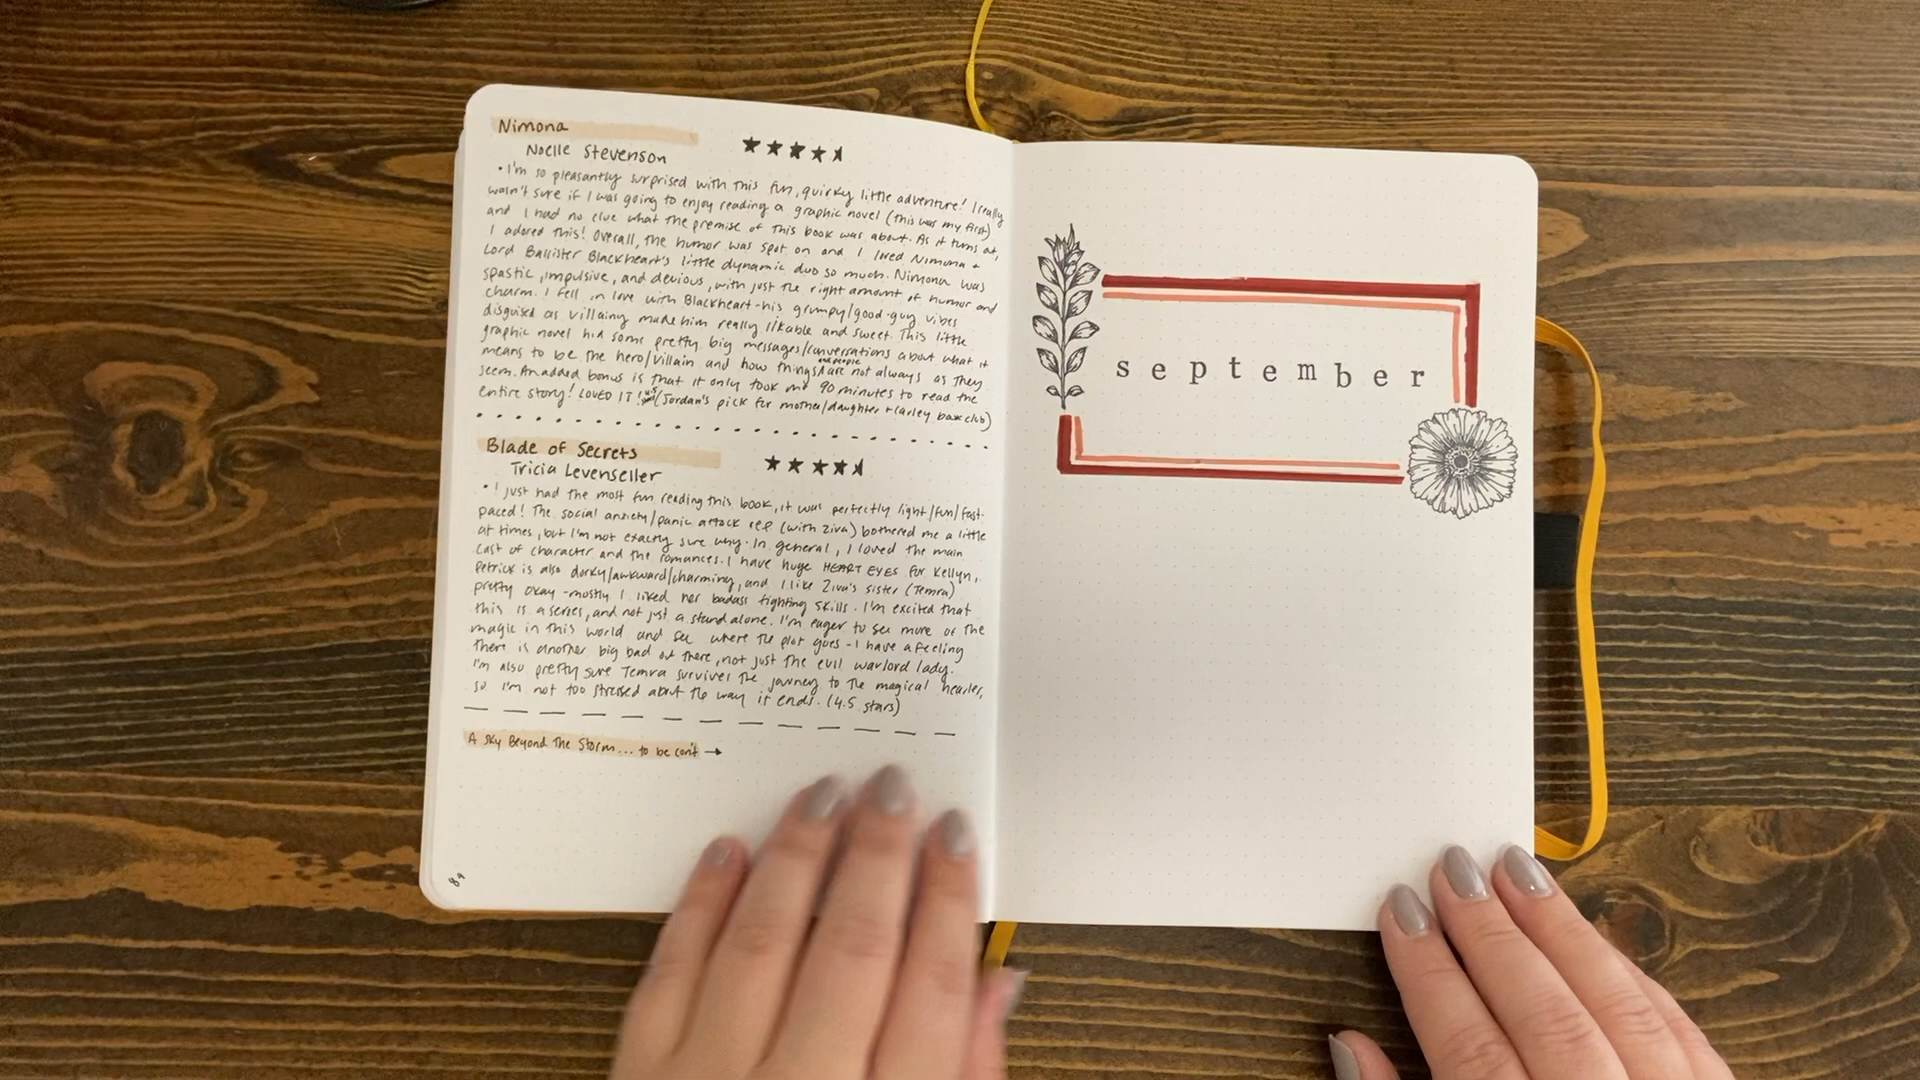 Nimona
Noelle Stevenson
• I'm so pleasantly surprised with this fun, quirky little adventure! I really
wasn't sure if I was going to enjoy reading a graphic novel (this was my first)
and I had no clue what the premise of this book was about. As it turns out,
I adored this! Overall, the humor was spot on and I loved Nimona +
Lord Ballister Blackheart's little dynamic duo so much. Nimona was
spastic, impulsive, and devious, with just the right amount of humor and
charm. I fell in love with Blackheart-his grumpy/good-guy vibes
disguised as villainy made him really likable and sweet. This little
graphic novel had some pretty big messages/conversations about what it
means to be the hero/villain and how things and people are not always as they
seem. An added bonus is that it only took me 90 minutes to read the
entire story! LOVED IT! (Jordan's pick for mother/daughter + carley book club)
Blade of Secrets
Tricia Levenseller
• I just had the most fun reading this book, it was perfectly light/fun/fast-
paced! The social anxiety/panic attack rep (with Ziva) bothered me a little
at times, but I'm not exactly sure why. In general, I loved the main
cast of character and the romances. I have huge HEART EYES for Kellyn,
Petrick is also dorky/awkward/charming, and I like Ziva's sister (Temra)
pretty okay -mostly I liked her badass fighting skills. I'm excited that
this is a series, and not just a standalone. I'm eager to see more of the
magic in this world and see where the plot goes - I have a feeling
there is another big bad out there, not just the evil warlord lady.
I'm also pretty sure Temra survives the journey to the magical healer,
so I'm not too stressed about the way it ends. (4.5 stars)
A Sky Beyond The Storm... to be con't →
89
september